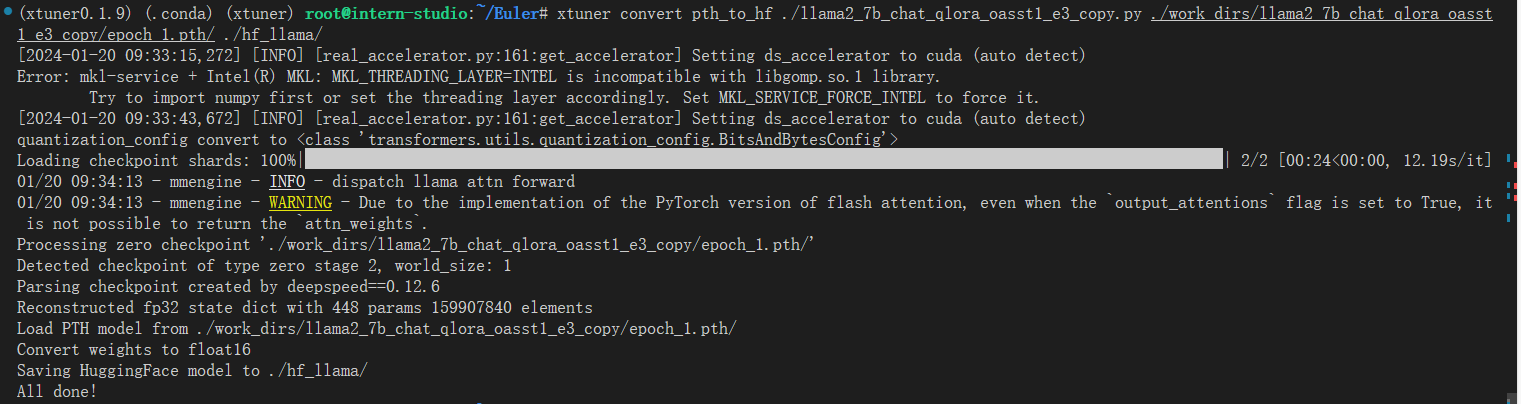 (xtuner0.1.9) (.conda) (xtuner) root@intern-studio:~/Euler# xtuner convert pth_to_hf ./llama2_7b_chat_qlora_oasst1_e3_copy.py ./work_dirs/llama2_7b_chat_qlora_oasst
1_e3_copy/epoch_1.pth/ ./hf_llama/
[2024-01-20 09:33:15,272] [INFO] [real_accelerator.py:161:get_accelerator] Setting ds_accelerator to cuda (auto detect)
Error: mkl-service + Intel(R) MKL: MKL_THREADING_LAYER=INTEL is incompatible with libgomp.so.1 library.
        Try to import numpy first or set the threading layer accordingly. Set MKL_SERVICE_FORCE_INTEL to force it.
[2024-01-20 09:33:43,672] [INFO] [real_accelerator.py:161:get_accelerator] Setting ds_accelerator to cuda (auto detect)
quantization_config convert to <class 'transformers.utils.quantization_config.BitsAndBytesConfig'>
Loading checkpoint shards: 100%|██████████| 2/2 [00:24<00:00, 12.19s/it]
01/20 09:34:13 - mmengine - INFO - dispatch llama attn forward
01/20 09:34:13 - mmengine - WARNING - Due to the implementation of the PyTorch version of flash attention, even when the `output_attentions` flag is set to True, it
 is not possible to return the `attn_weights`.
Processing zero checkpoint './work_dirs/llama2_7b_chat_qlora_oasst1_e3_copy/epoch_1.pth/'
Detected checkpoint of type zero stage 2, world_size: 1
Parsing checkpoint created by deepspeed==0.12.6
Reconstructed fp32 state dict with 448 params 159907840 elements
Load PTH model from ./work_dirs/llama2_7b_chat_qlora_oasst1_e3_copy/epoch_1.pth/
Convert weights to float16
Saving HuggingFace model to ./hf_llama/
All done!